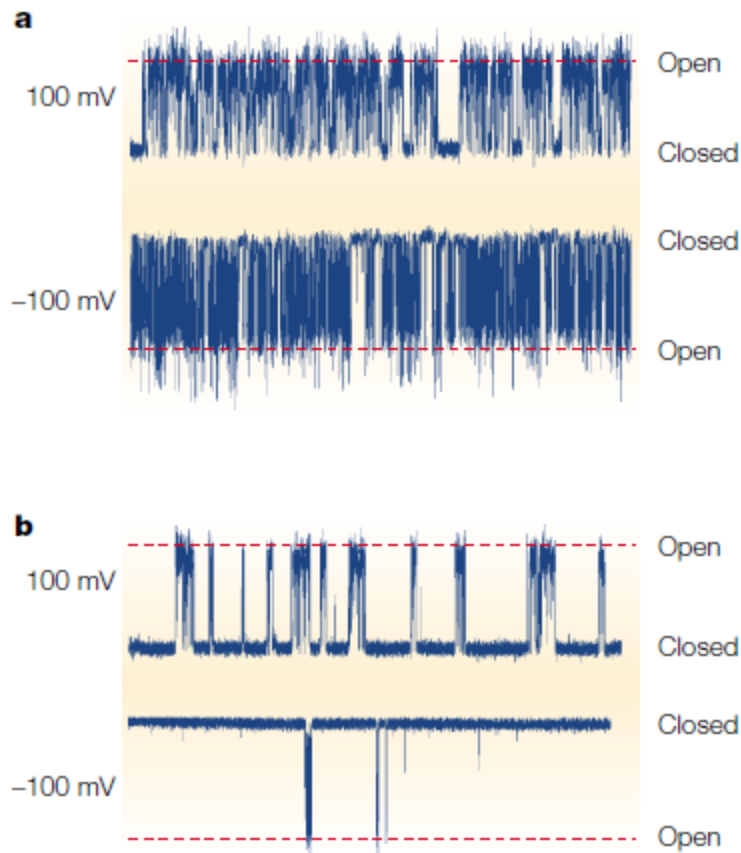 a
Open
100 mV
Closed
Closed
–100 mV
Open
b
Open
100 mV
Closed
Closed
–100 mV
Open